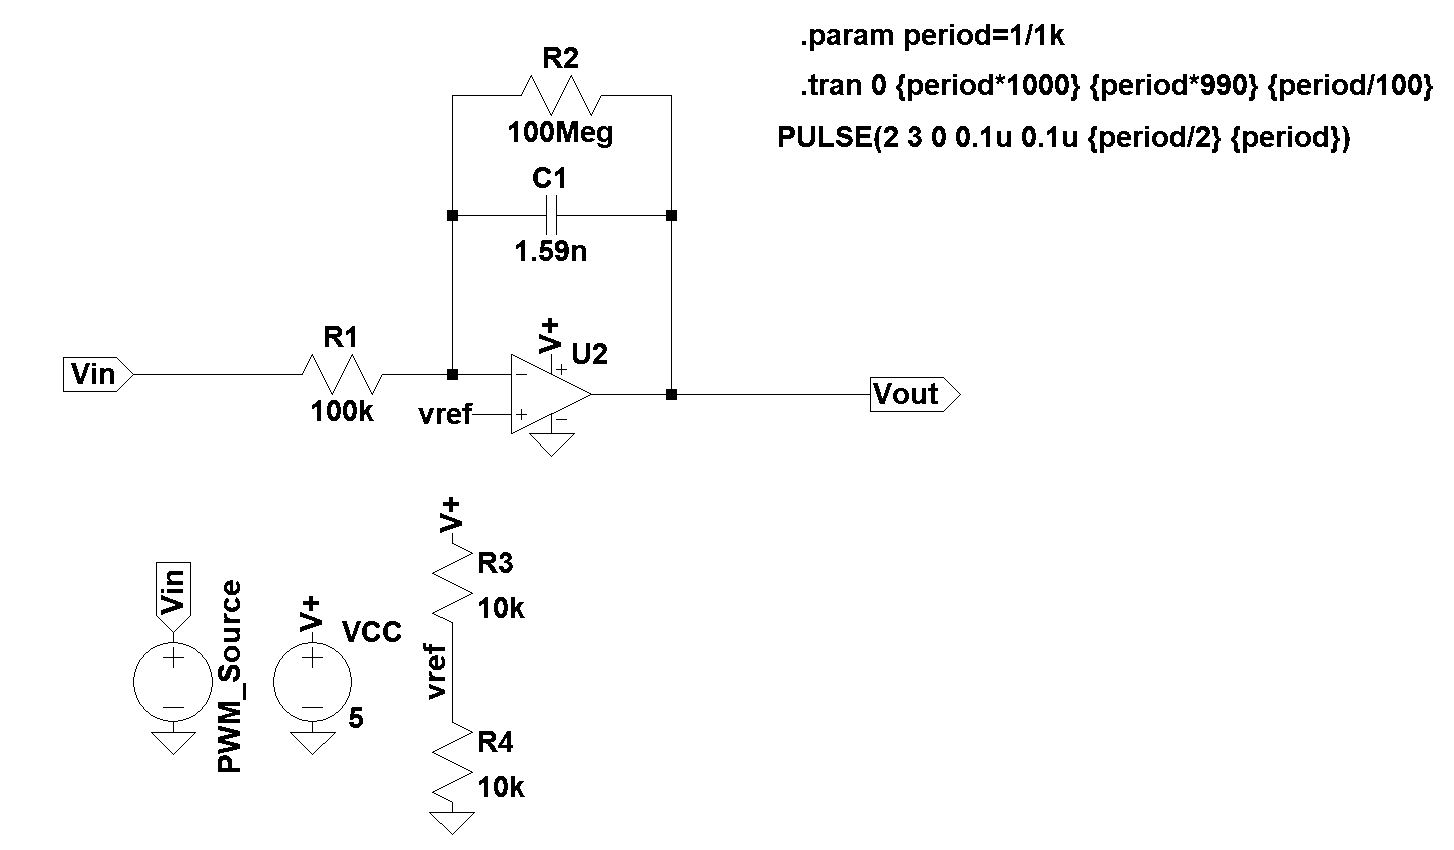 .param period=1/1k
.tran 0 {period*1000} {period*990} {period/100}
PULSE(2 3 0 0.1u 0.1u {period/2} {period})
R2
100Meg
C1
1.59n
Vin
R1
100k
V+
U2
vref
Vout
Vin
PWM_Source
V+
VCC
5
V+
R3
10k
vref
R4
10k